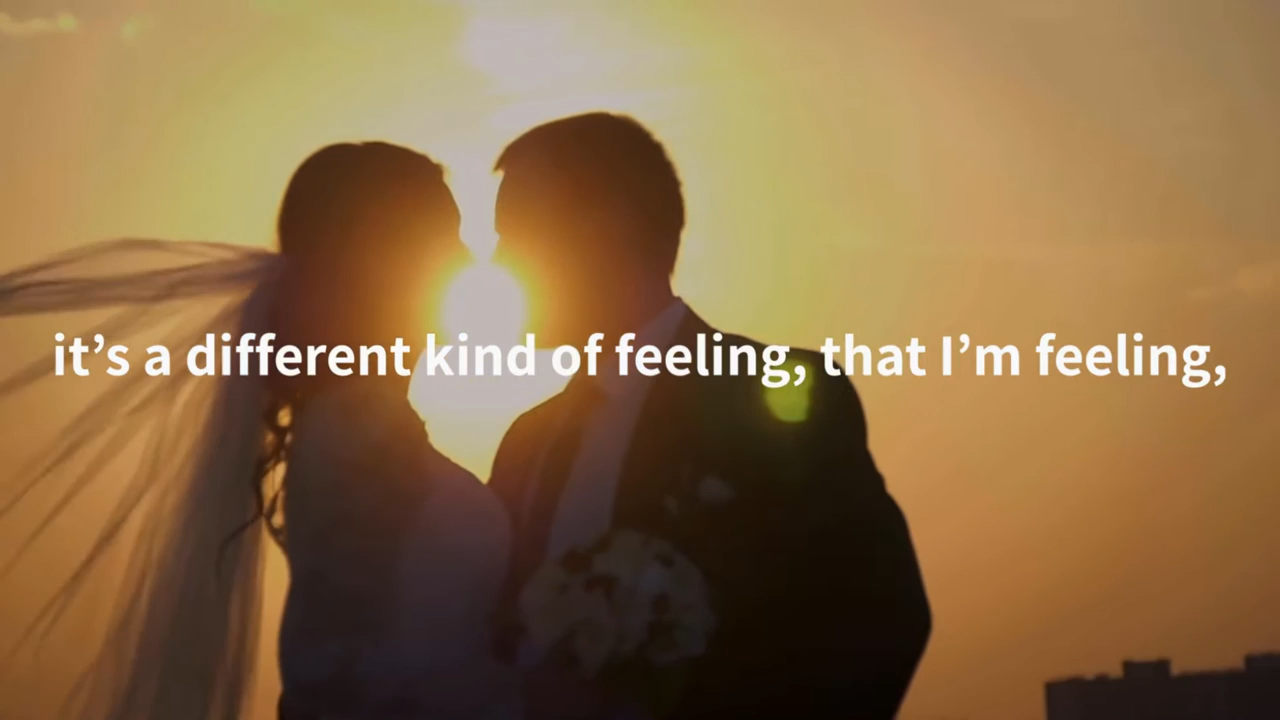 it’s a different kind of feeling, that I’m feeling,